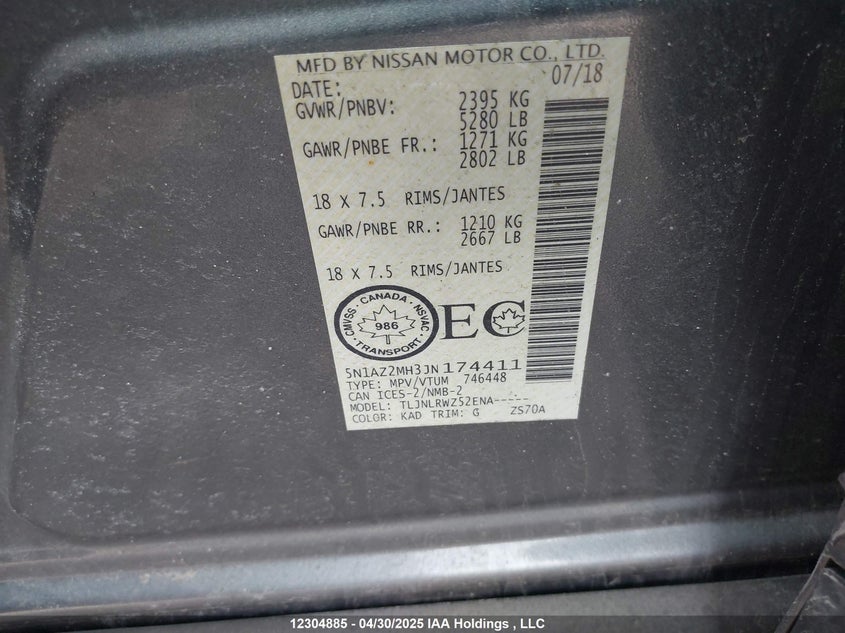 MFD BY NISSAN MOTOR CO., LTD.
DATE: 07/18
GVWR/PNBV: 2395 KG
5280 LB
GAWR/PNBE FR.: 1271 KG
2802 LB
18 X 7.5 RIMS/JANTES
GAWR/PNBE RR.: 1210 KG
2667 LB
18 X 7.5 RIMS/JANTES
CMVSS · CANADA · NSVAC · TRANSPORT ·
986
EC
5N1AZ2MH3JN174411
TYPE: MPV/VTUM 746448
CAN ICES-2/NMB-2
MODEL: TLJNLRWZ52ENA-----
COLOR: KAD TRIM: G ZS70A
12304885 - 04/30/2025 IAA Holdings , LLC